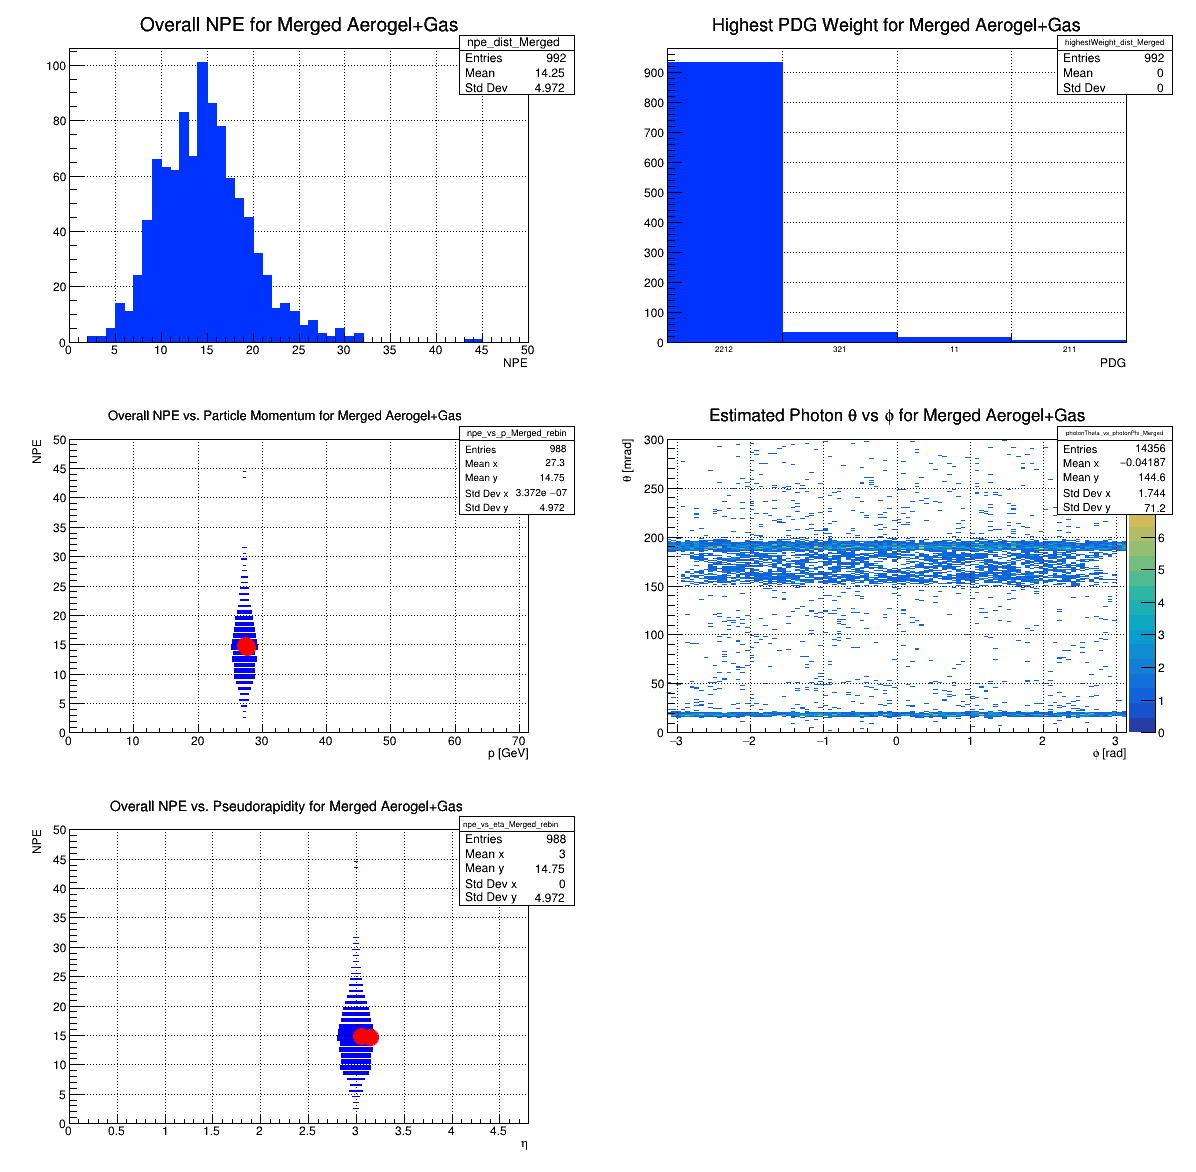 Overall NPE for Merged Aerogel+Gas
npe_dist_Merged
Entries 992
Mean 14.25
Std Dev 4.972
100
80
60
40
20
0
0 5 10 15 20 25 30 35 40 45 50
NPE
Highest PDG Weight for Merged Aerogel+Gas
highestWeight_dist_Merged
Entries 992
Mean 0
Std Dev 0
900
800
700
600
500
400
300
200
100
0
2212 321 11 211
PDG
Overall NPE vs. Particle Momentum for Merged Aerogel+Gas
npe_vs_p_Merged_rebin
Entries 988
Mean x 27.3
Mean y 14.75
Std Dev x 3.372e −07
Std Dev y 4.972
NPE
50
45
40
35
30
25
20
15
10
5
0
0 10 20 30 40 50 60 70
p [GeV]
Estimated Photon θ vs ϕ for Merged Aerogel+Gas
photonTheta_vs_photonPhi_Merged
Entries 14356
Mean x −0.04187
Mean y 144.6
Std Dev x 1.744
Std Dev y 71.2
θ [mrad]
300
250
200
150
100
50
0
−3 −2 −1 0 1 2 3
ϕ [rad]
6
5
4
3
2
1
0
Overall NPE vs. Pseudorapidity for Merged Aerogel+Gas
npe_vs_eta_Merged_rebin
Entries 988
Mean x 3
Mean y 14.75
Std Dev x 0
Std Dev y 4.972
NPE
50
45
40
35
30
25
20
15
10
5
0
0 0.5 1 1.5 2 2.5 3 3.5 4 4.5
η